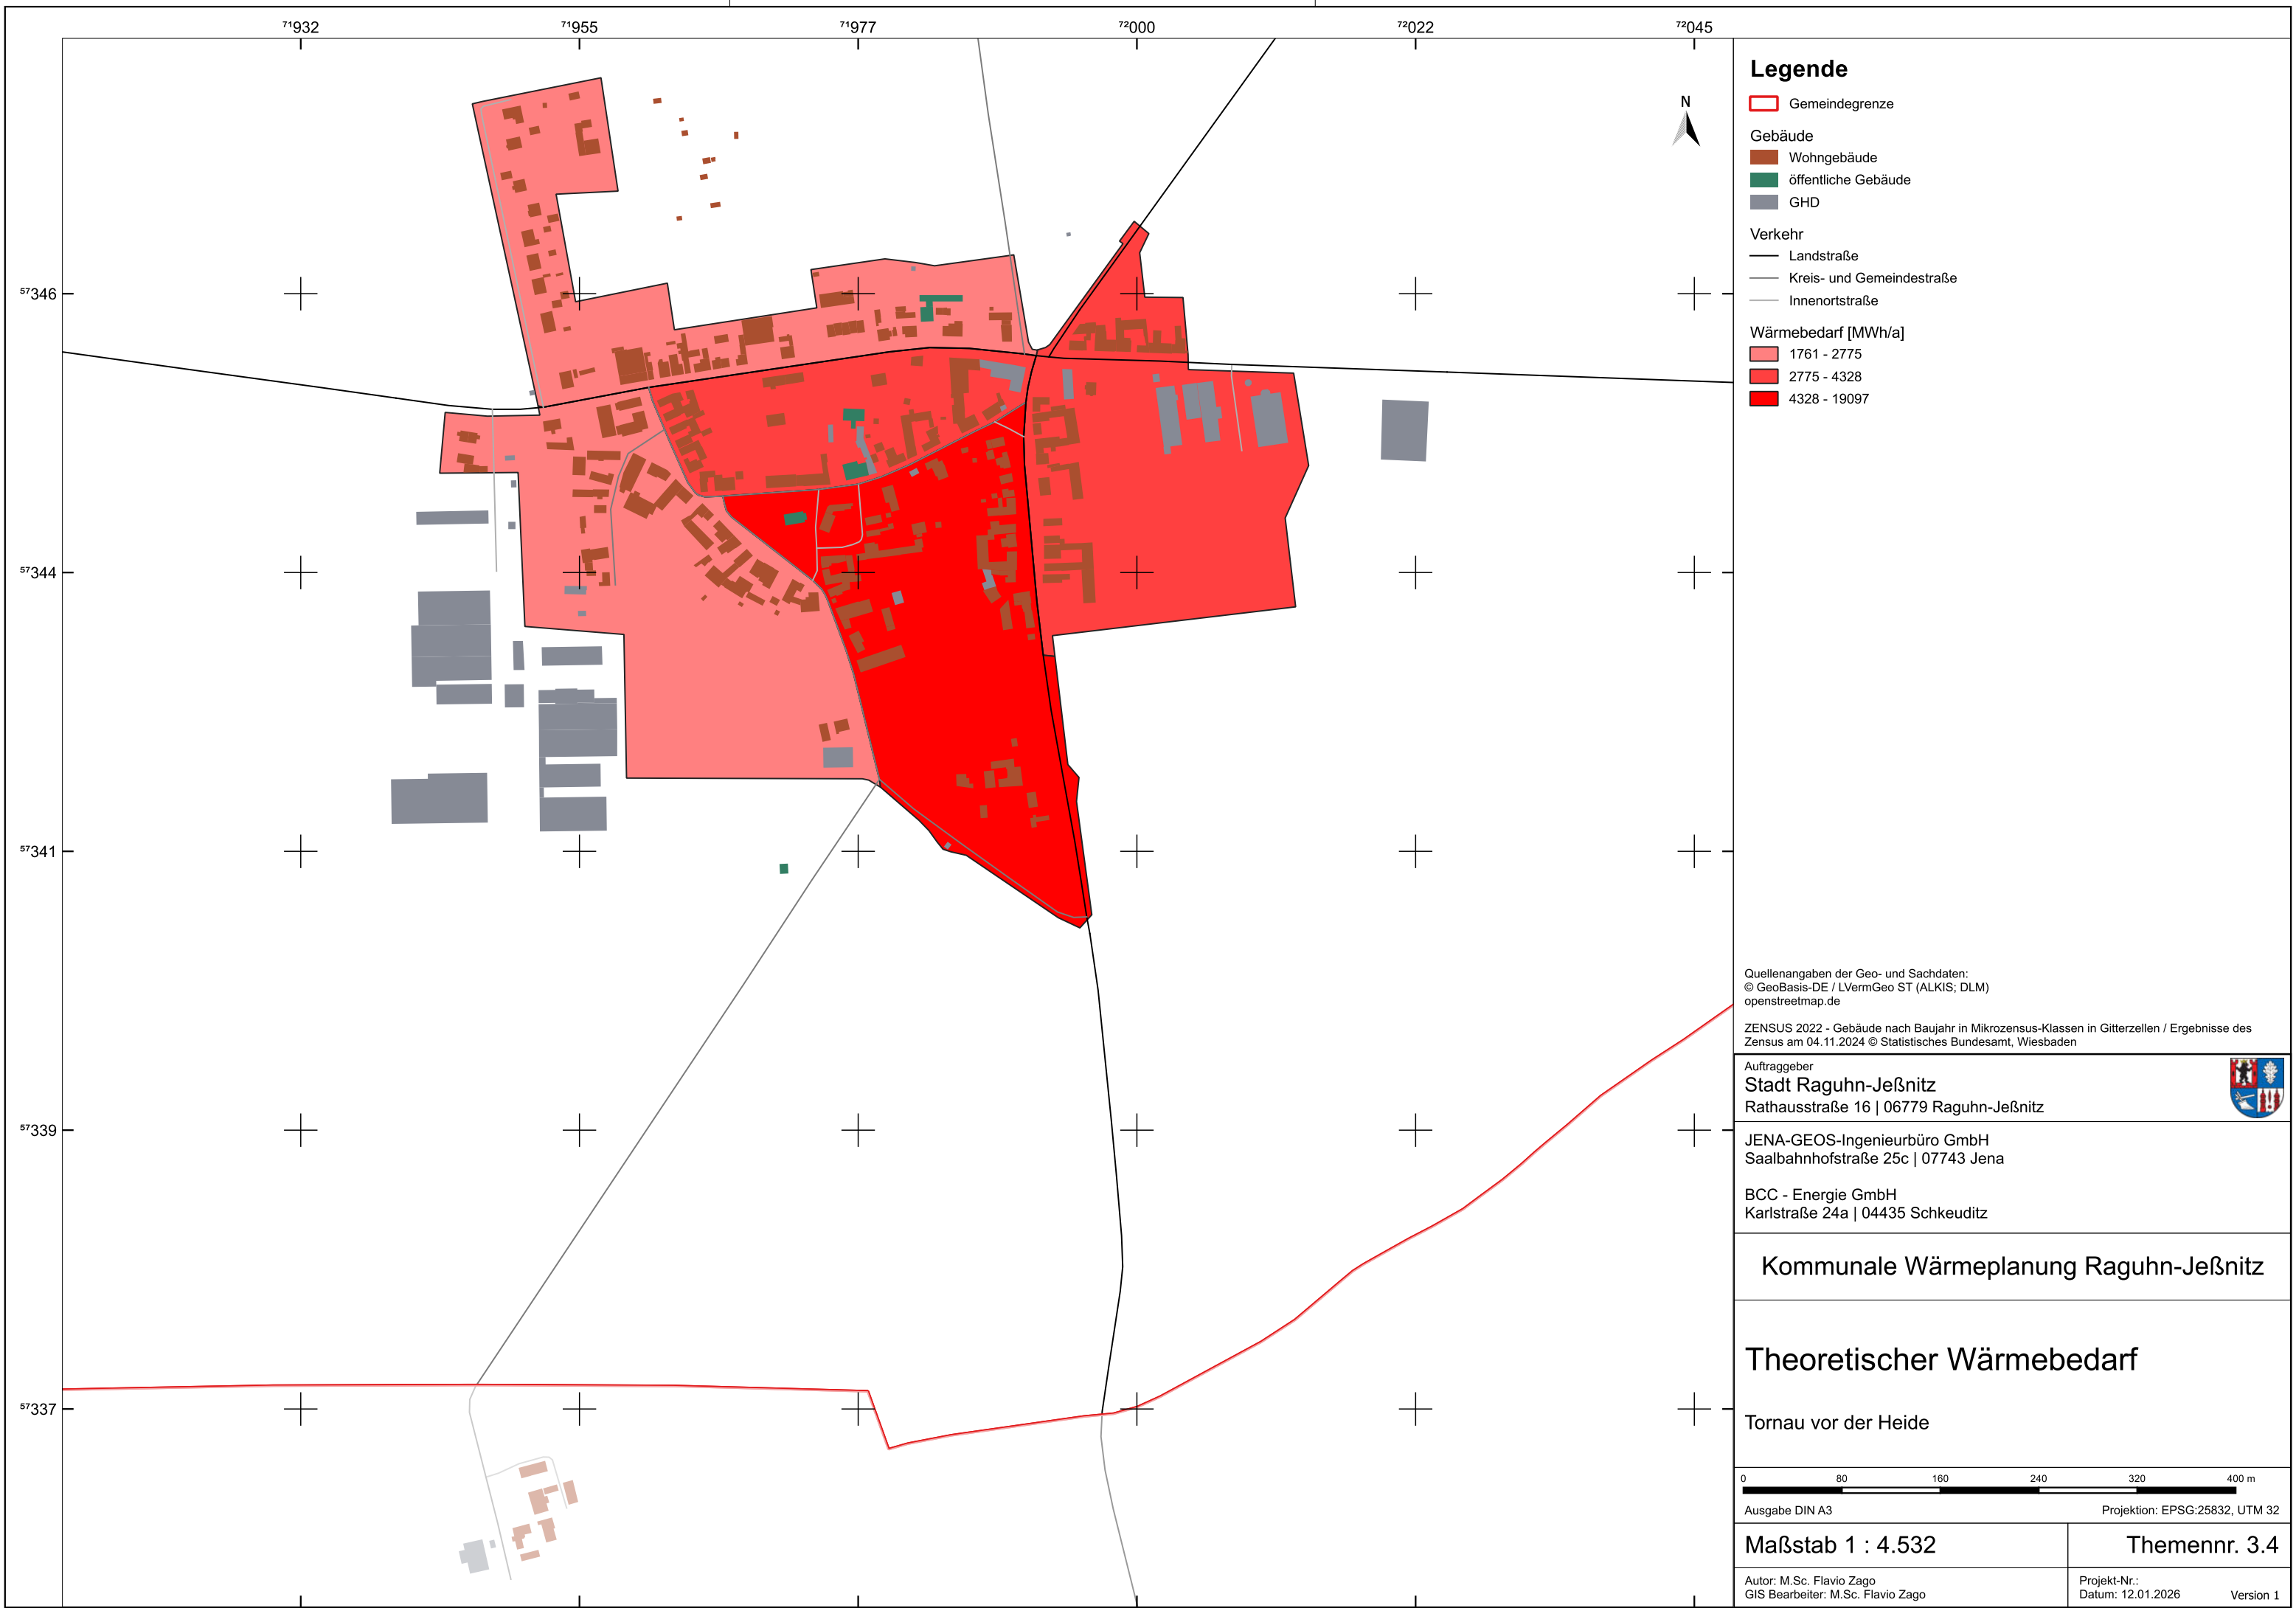 ⁷¹932 ⁷¹955 ⁷¹977 ⁷²000 ⁷²022 ⁷²045
N
⁵⁷346
⁵⁷344
⁵⁷341
⁵⁷339
⁵⁷337
Legende
Gemeindegrenze
Gebäude
Wohngebäude
öffentliche Gebäude
GHD
Verkehr
Landstraße
Kreis- und Gemeindestraße
Innenortstraße
Wärmebedarf [MWh/a]
1761 - 2775
2775 - 4328
4328 - 19097
Quellenangaben der Geo- und Sachdaten:
© GeoBasis-DE / LVermGeo ST (ALKIS; DLM)
openstreetmap.de
ZENSUS 2022 - Gebäude nach Baujahr in Mikrozensus-Klassen in Gitterzellen / Ergebnisse des
Zensus am 04.11.2024 © Statistisches Bundesamt, Wiesbaden
Auftraggeber
Stadt Raguhn-Jeßnitz
Rathausstraße 16 | 06779 Raguhn-Jeßnitz
JENA-GEOS-Ingenieurbüro GmbH
Saalbahnhofstraße 25c | 07743 Jena
BCC - Energie GmbH
Karlstraße 24a | 04435 Schkeuditz
Kommunale Wärmeplanung Raguhn-Jeßnitz
Theoretischer Wärmebedarf
Tornau vor der Heide
0 80 160 240 320 400 m
Ausgabe DIN A3 Projektion: EPSG:25832, UTM 32
Maßstab 1 : 4.532 Themennr. 3.4
Autor: M.Sc. Flavio Zago Projekt-Nr.:
GIS Bearbeiter: M.Sc. Flavio Zago Datum: 12.01.2026 Version 1